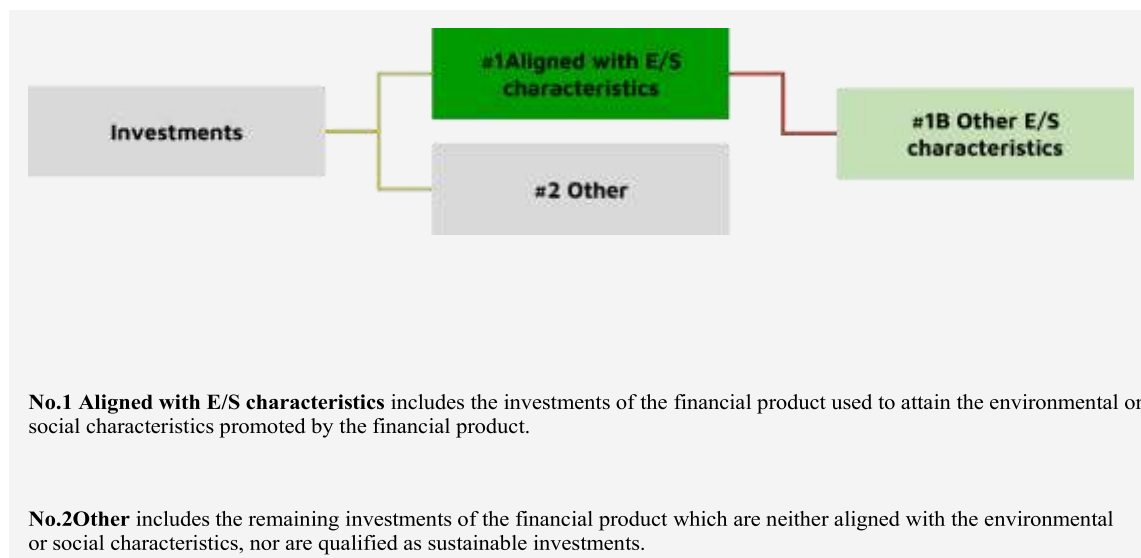 #1Aligned with E/S
characteristics
Investments
#1B Other E/S
characteristics
#2 Other
No.1 Aligned with E/S characteristics includes the investments of the financial product used to attain the environmental or
social characteristics promoted by the financial product.
No.2Other includes the remaining investments of the financial product which are neither aligned with the environmental
or social characteristics, nor are qualified as sustainable investments.